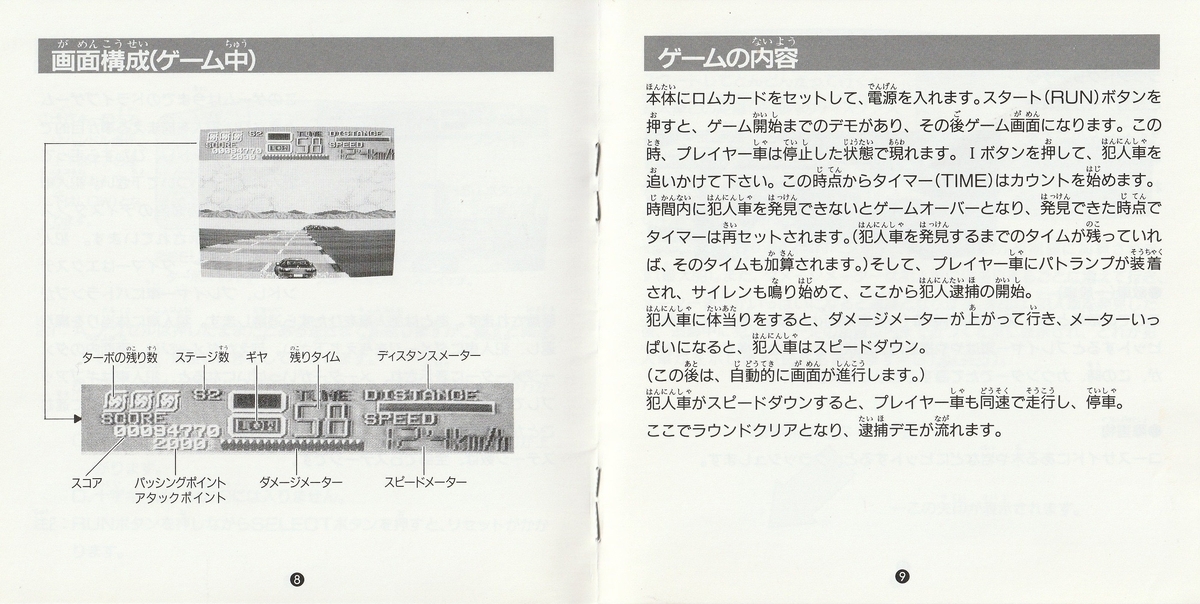 画面構成(ゲーム中)
S2
TIME
58
DISTANCE
SPEED
LOW
SCORE
00094770
2000
ターボの残り数
ステージ数
ギヤ
残りタイム
ディスタンスメーター
S2
TIME
58
DISTANCE
SCORE
LOW
SPEED
00094770
2000
124km/h
スコア
パッシングポイント
アタックポイント
ダメージメーター
スピードメーター
8
ゲームの内容
本体にロムカードをセットして、電源を入れます。スタート(RUN)ボタンを
押すと、ゲーム開始までのデモがあり、その後ゲーム画面になります。この
時、プレイヤー車は停止した状態で現れます。Ⅰボタンを押して、犯人車を
追いかけて下さい。この時点からタイマー(TIME)はカウントを始めます。
時間内に犯人車を発見できないとゲームオーバーとなり、発見できた時点で
タイマーは再セットされます。(犯人車を発見するまでのタイムが残っていれ
ば、そのタイムも加算されます。)そして、プレイヤー車にパトランプが装着
され、サイレンも鳴り始めて、ここから犯人逮捕の開始。
犯人車に体当りをすると、ダメージメーターが上がって行き、メーターいっ
ぱいになると、犯人車はスピードダウン。
(この後は、自動的に画面が進行します。)
犯人車がスピードダウンすると、プレイヤー車も同速で走行し、停車。
ここでラウンドクリアとなり、逮捕デモが流れます。
9